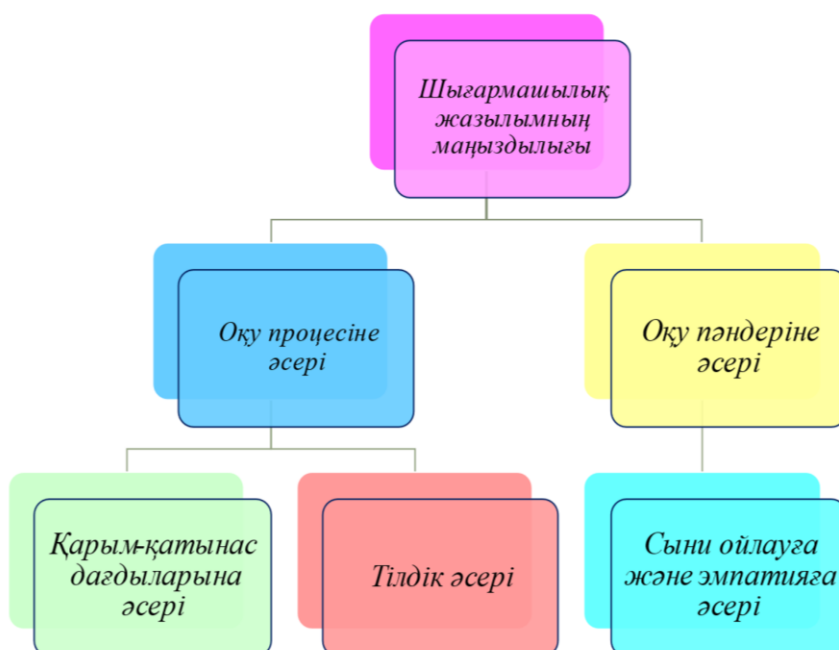 Шығармашылық
жазылымның
маңыздылығы
Оқу процесіне
әсері
Оқу пәндеріне
әсері
Қарым-қатынас
дағдыларына
әсері
Тілдік әсері
Сыни ойлауға
және эмпатияға
әсері